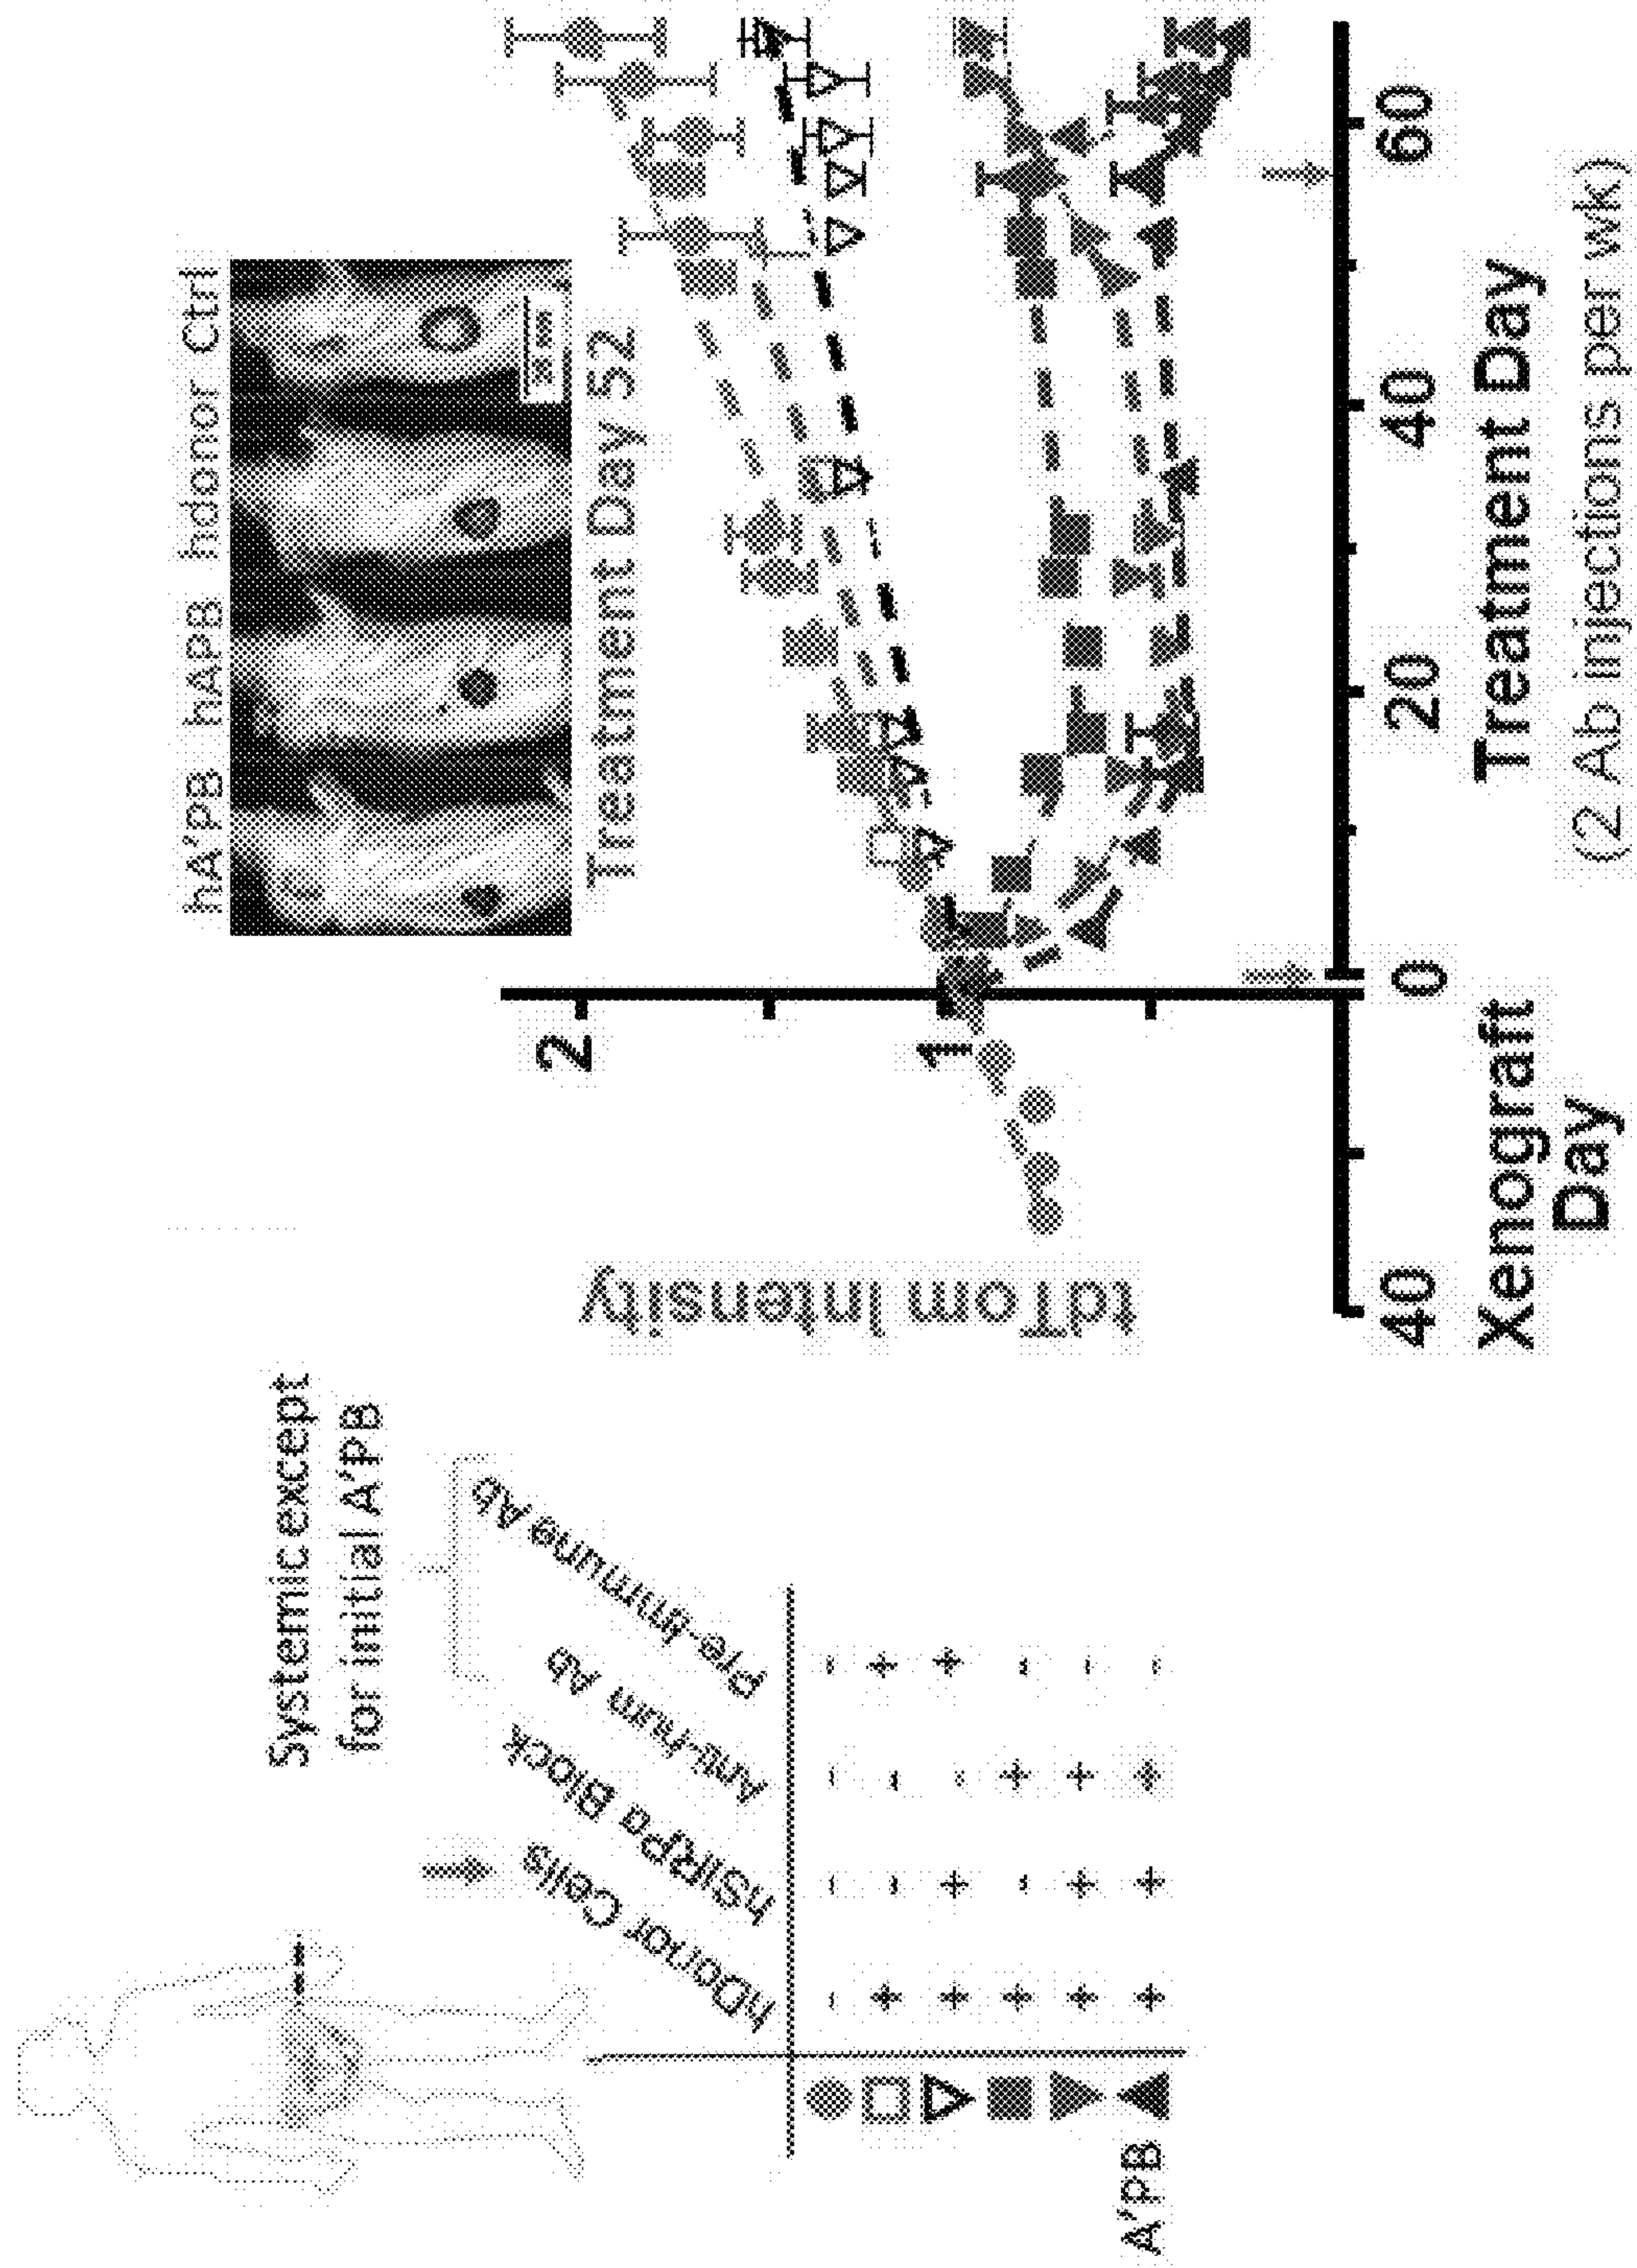 Systemic except
for initial A'PB
hDonor Cells
hSIRPα Block
Anti-hum Ab
Pre-Immune Ab
- - - -
+ - - +
+ + - +
+ - + -
+ + + -
A'PB + + + -
hA'PB hAPB hdonor Ctrl
Treatment Day 52
tdTom Intensity
2
1
40 0 20 40 60
Xenograft
Day
Treatment Day
(2 Ab injections per wk)